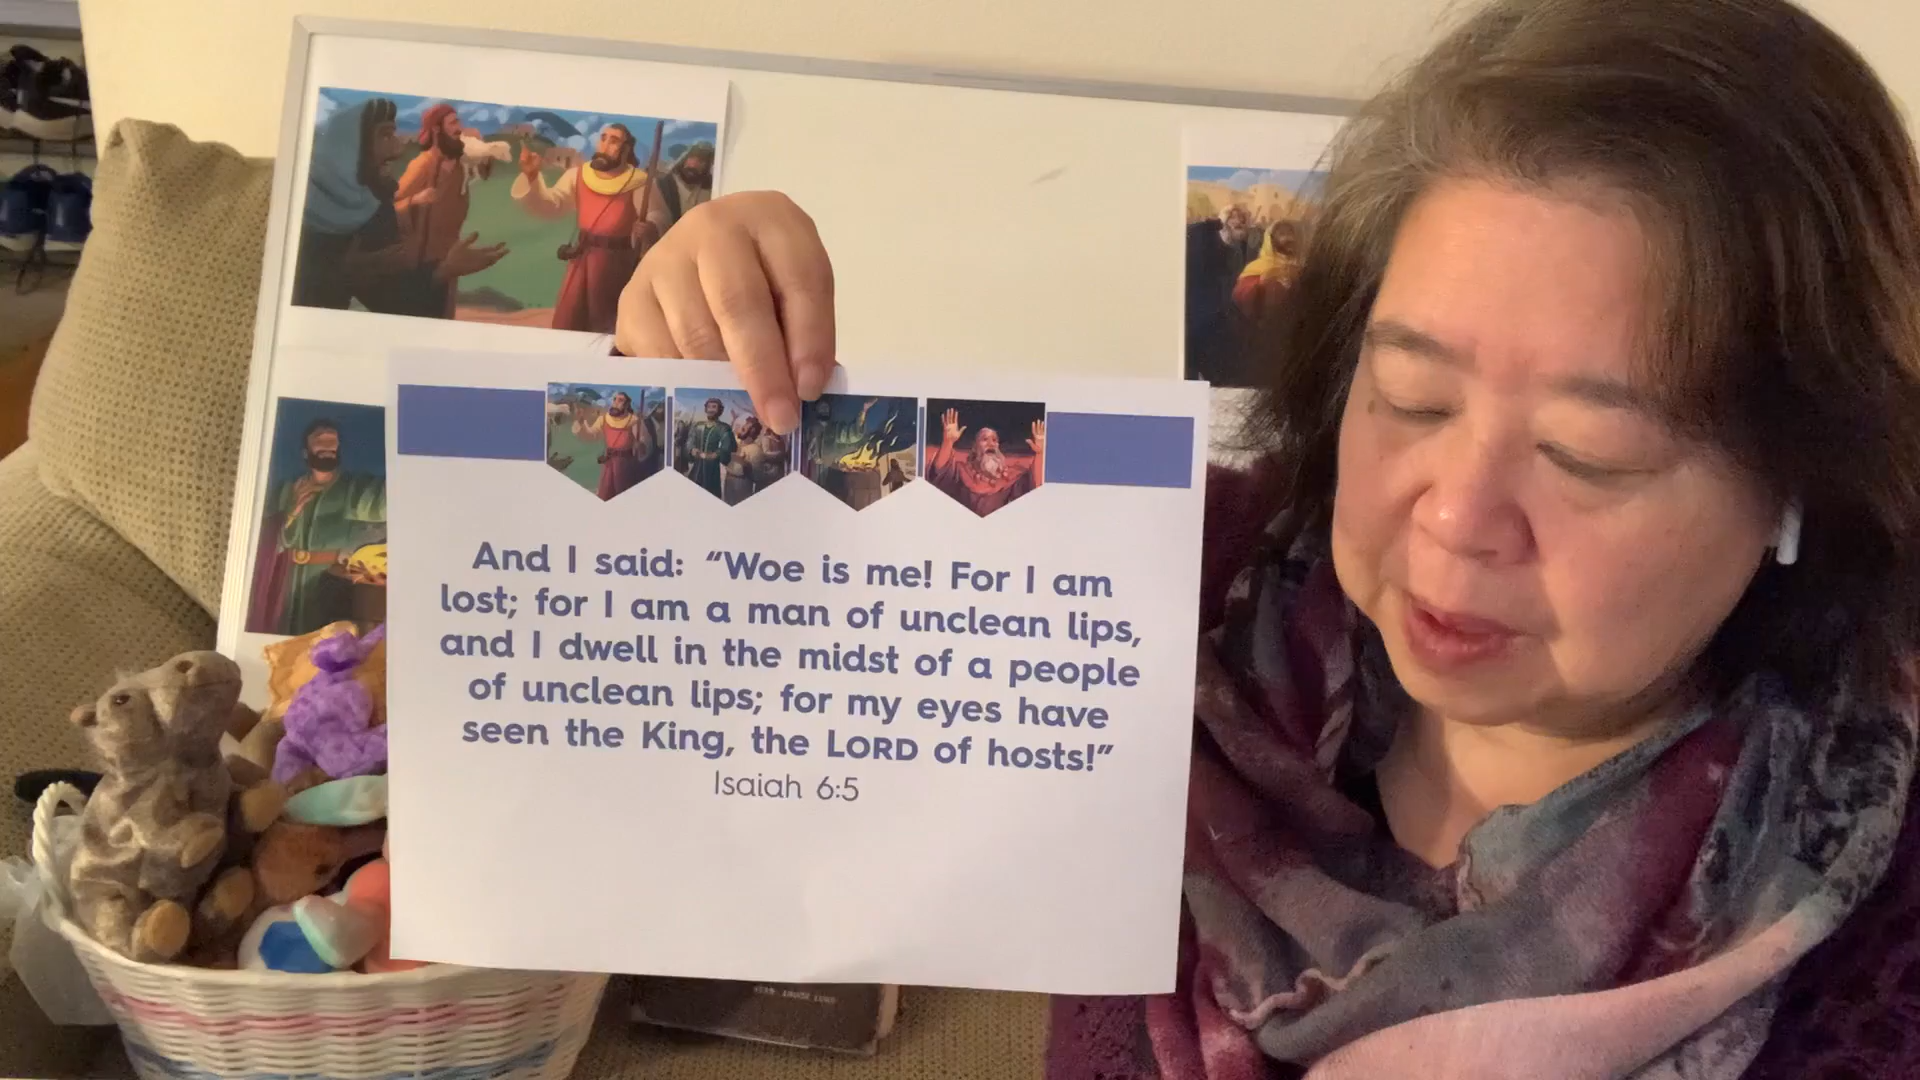 And I said: “Woe is me! For I am
lost; for I am a man of unclean lips,
and I dwell in the midst of a people
of unclean lips; for my eyes have
seen the King, the LORD of hosts!”
Isaiah 6:5